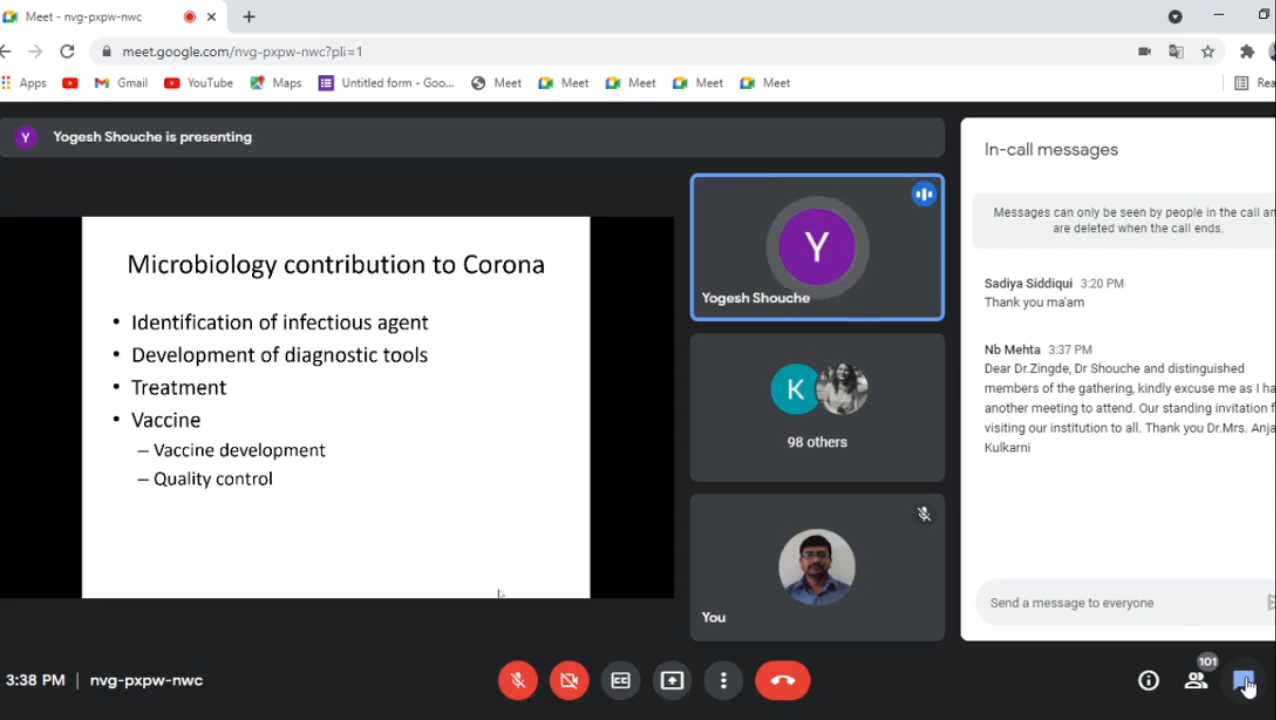 Meet - nvg-pxpw-nwc
meet.google.com/nvg-pxpw-nwc?pli=1
Apps Gmail YouTube Maps Untitled form - Goo... Meet Meet Meet Meet Meet
Y Yogesh Shouche is presenting
Microbiology contribution to Corona
• Identification of infectious agent
• Development of diagnostic tools
• Treatment
• Vaccine
– Vaccine development
– Quality control
Y
Yogesh Shouche
K
98 others
You
In-call messages
Messages can only be seen by people in the call an
are deleted when the call ends.
Sadiya Siddiqui 3:20 PM
Thank you ma'am
Nb Mehta 3:37 PM
Dear Dr.Zingde, Dr Shouche and distinguished
members of the gathering, kindly excuse me as I ha
another meeting to attend. Our standing invitation f
visiting our institution to all. Thank you Dr.Mrs. Anja
Kulkarni
Send a message to everyone
3:38 PM | nvg-pxpw-nwc
CC
101